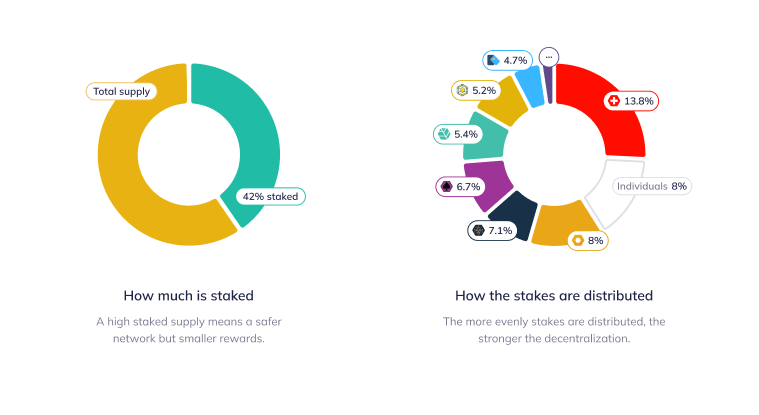 Total supply
42% staked
How much is staked
A high staked supply means a safer
network but smaller rewards.
...
4.7%
5.2%
5.4%
6.7%
7.1%
8%
Individuals 8%
13.8%
How the stakes are distributed
The more evenly stakes are distributed, the
stronger the decentralization.